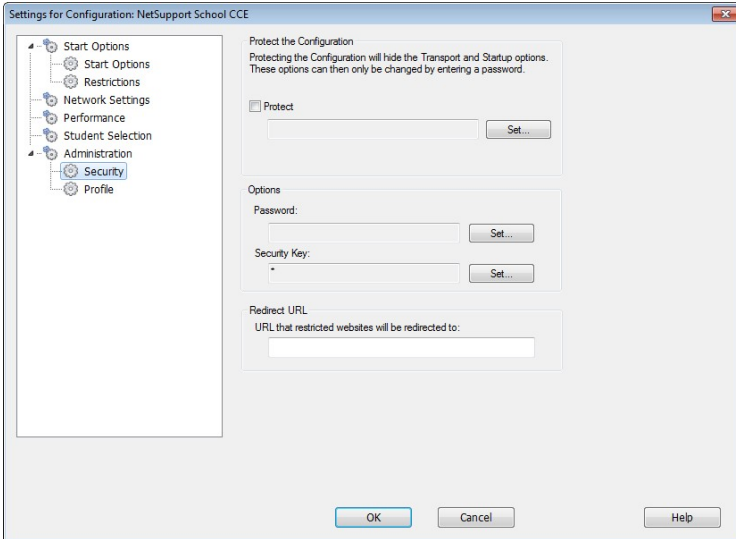 Settings for Configuration: NetSupport School CCE
Start Options
Start Options
Restrictions
Network Settings
Performance
Student Selection
Administration
Security
Profile
Protect the Configuration
Protecting the Configuration will hide the Transport and Startup options.
These options can then only be changed by entering a password.
Protect
Set...
Options
Password:
Set...
Security Key:
*
Set...
Redirect URL
URL that restricted websites will be redirected to:
OK
Cancel
Help